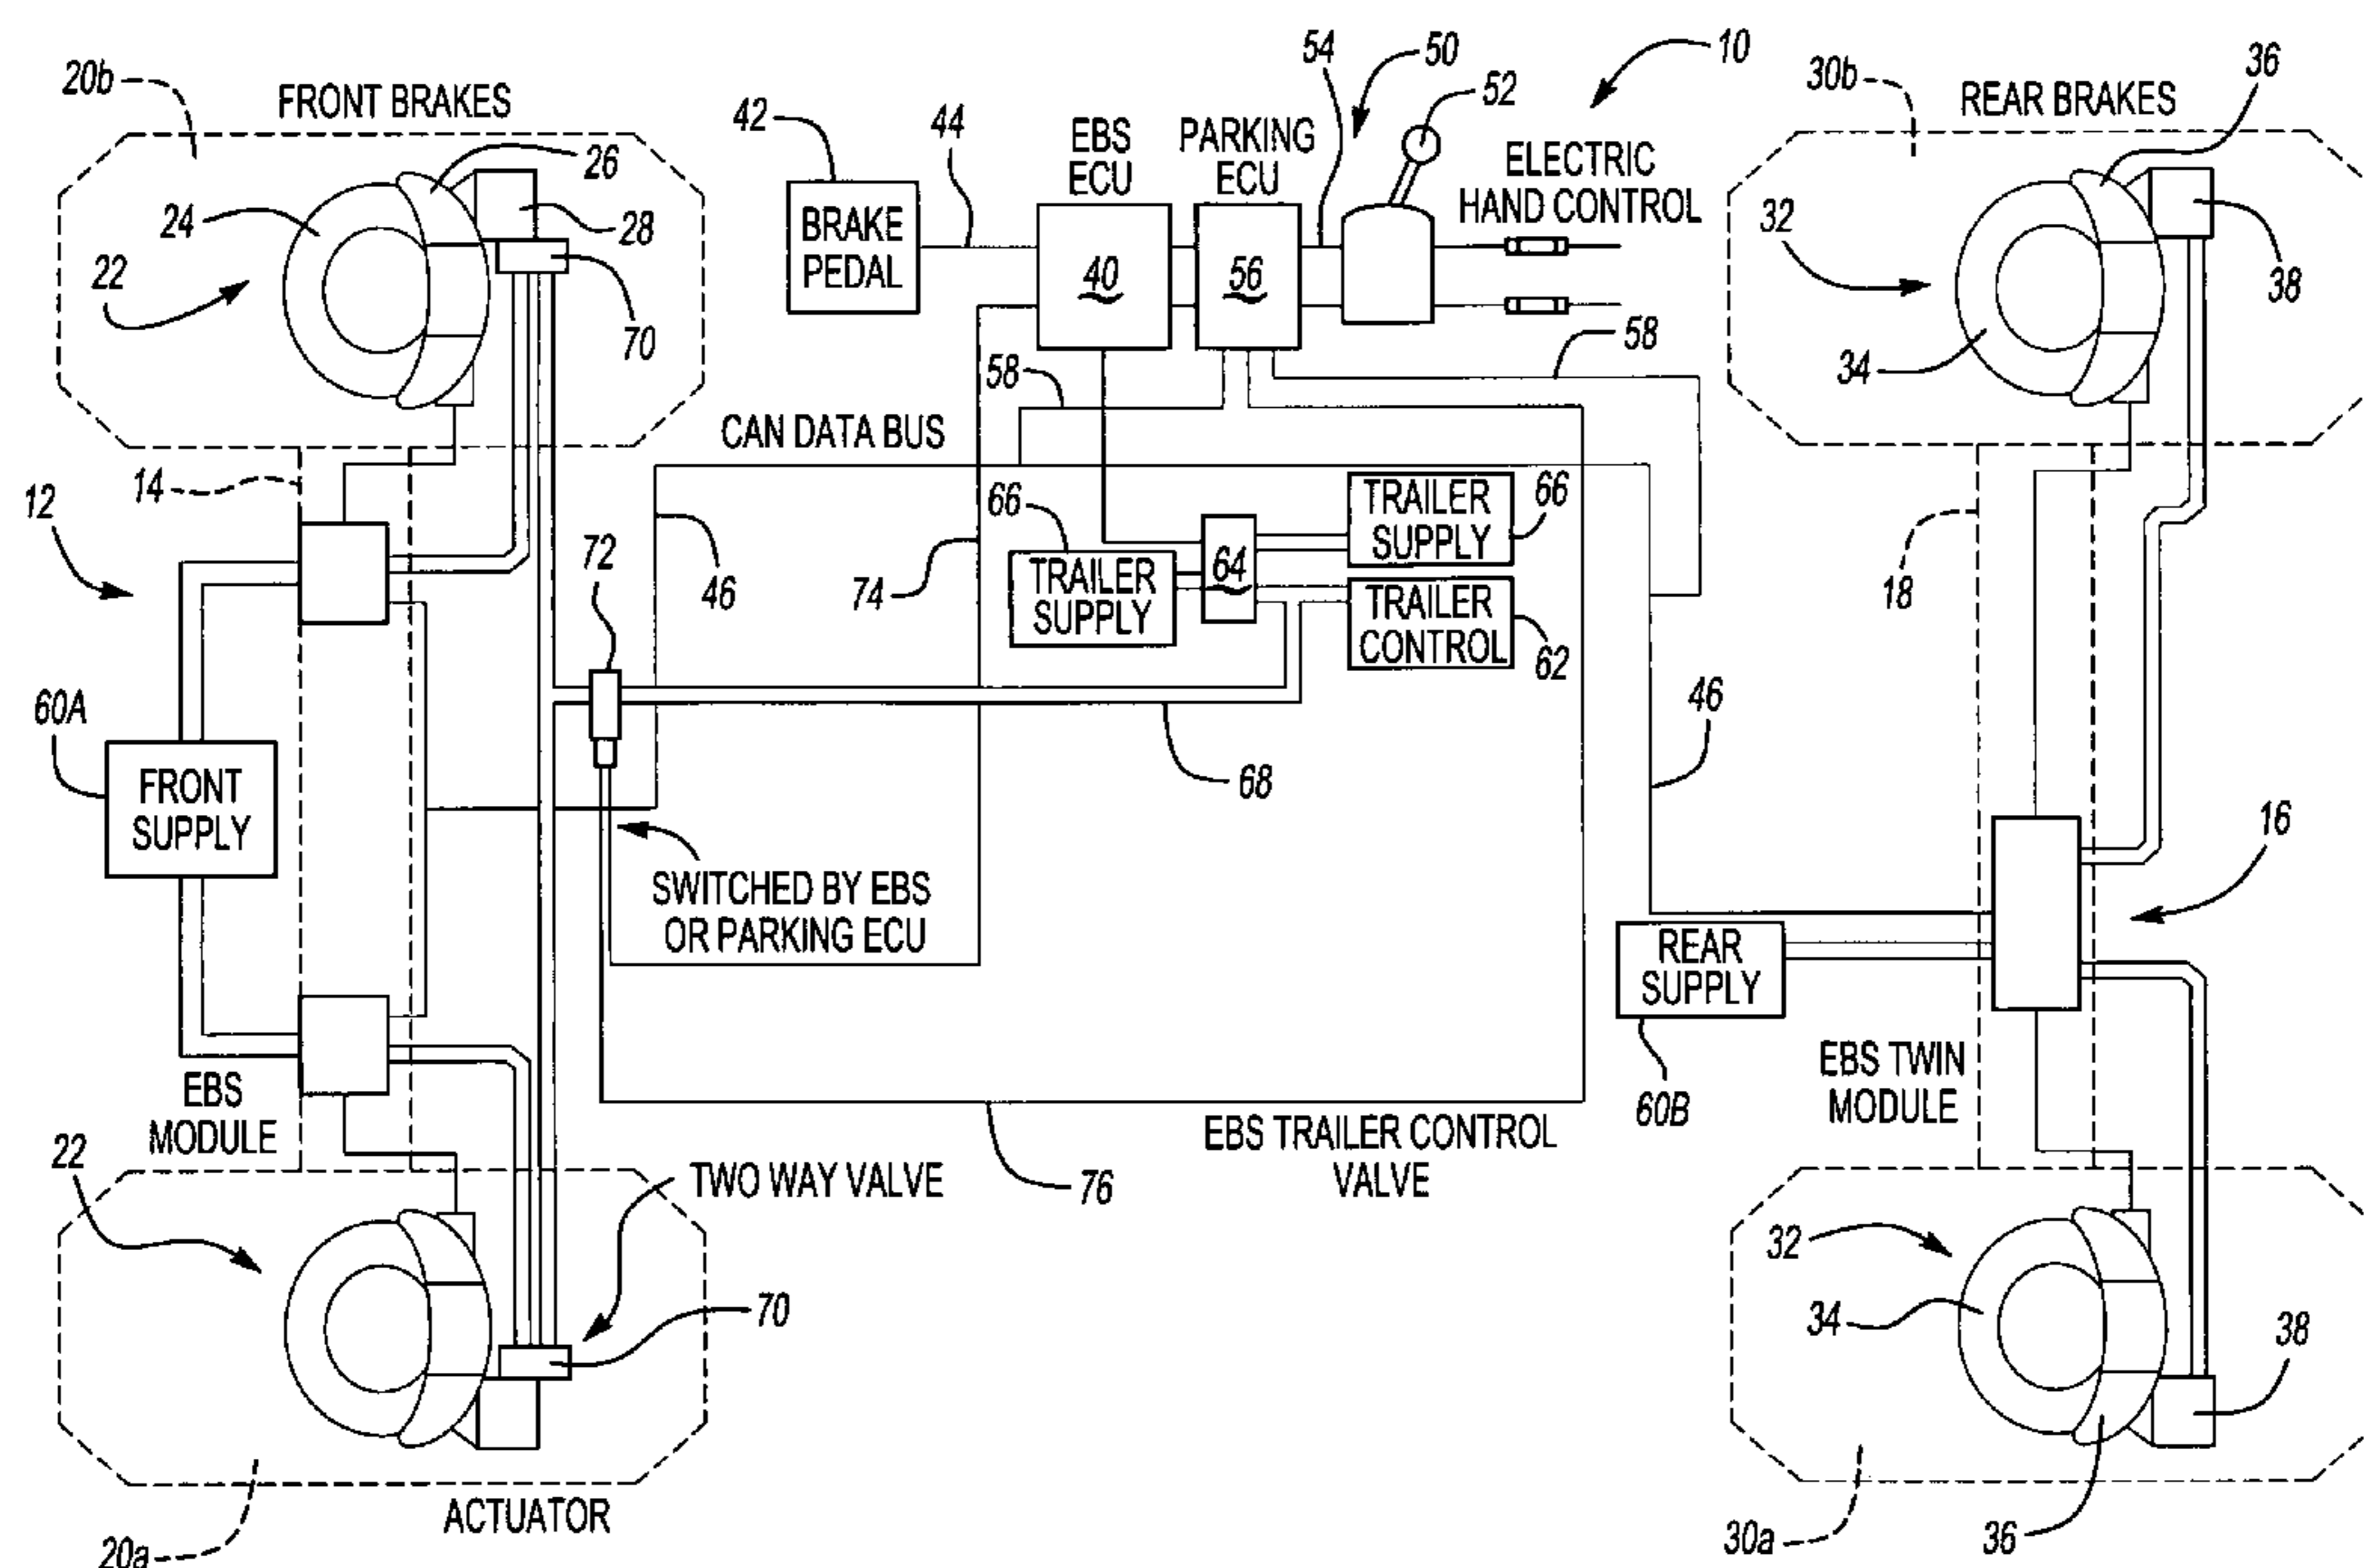 20b
FRONT BRAKES
26
24
28
22
70
42
BRAKE
PEDAL
44
EBS
ECU
40
PARKING
ECU
56
54
50
52
10
ELECTRIC
HAND CONTROL
58
58
30b
REAR BRAKES
36
32
38
34
CAN DATA BUS
14
12
46
72
74
66
TRAILER
SUPPLY
64
TRAILER
SUPPLY
66
TRAILER
CONTROL
62
18
60A
FRONT
SUPPLY
68
46
16
SWITCHED BY EBS
OR PARKING ECU
REAR
SUPPLY
60B
EBS
MODULE
EBS TWIN
MODULE
22
TWO WAY VALVE
76
EBS TRAILER CONTROL
VALVE
70
32
34
38
ACTUATOR
20a
30a
36